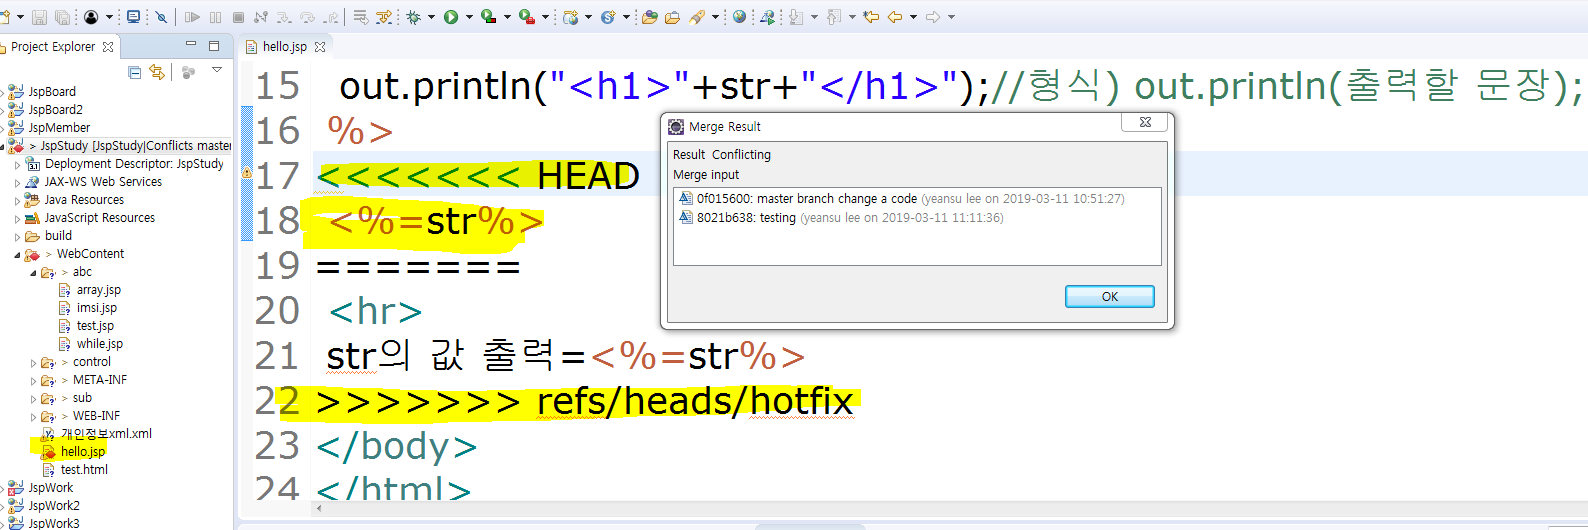 Project Explorer
JspBoard
JspBoard2
JspMember
> JspStudy [JspStudy|Conflicts master
Deployment Descriptor: JspStudy
JAX-WS Web Services
Java Resources
JavaScript Resources
build
> WebContent
> abc
array.jsp
imsi.jsp
test.jsp
while.jsp
> control
> META-INF
> sub
> WEB-INF
개인정보xml.xml
hello.jsp
test.html
JspWork
JspWork2
JspWork3
hello.jsp
15 out.println("<h1>"+str+"</h1>");//형식) out.println(출력할 문장);
16 %>
17 <<<<<<< HEAD
18 <%=str%>
19 =======
20 <hr>
21 str의 값 출력=<%=str%>
22 >>>>>>> refs/heads/hotfix
23 </body>
24 </html>
Merge Result
Result Conflicting
Merge input
0f015600: master branch change a code (yeansu lee on 2019-03-11 10:51:27)
8021b638: testing (yeansu lee on 2019-03-11 11:11:36)
OK